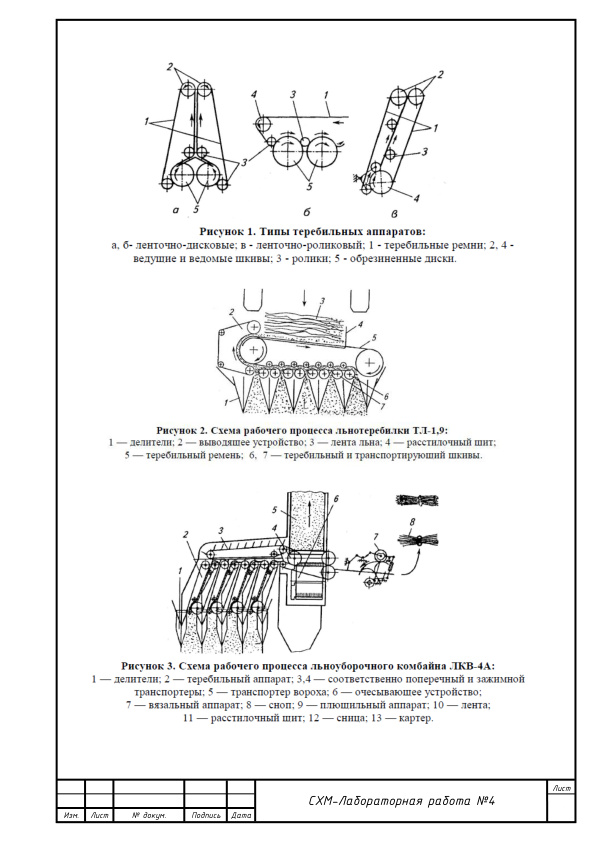 2
1
3
5
а
4
3
1
5
б
2
1
3
4
в
Рисунок 1. Типы теребильных аппаратов:
а, б- ленточно-дисковые; в - ленточно-роликовый; 1 - теребильные ремни; 2, 4 -
ведущие и ведомые шкивы; 3 - ролики; 5 - обрезиненные диски.
2
3
4
5
1
6
7
Рисунок 2. Схема рабочего процесса льнотеребилки ТЛ-1,9:
1 — делители; 2 — выводящее устройство; 3 — лента льна; 4 — расстилочный щит;
5 — теребильный ремень; 6, 7 — теребильный и транспортирующий шкивы.
5
6
4
3
2
1
7
8
Рисунок 3. Схема рабочего процесса льноуборочного комбайна ЛКВ-4А:
1 — делители; 2 — теребильный аппарат; 3,4 — соответственно поперечный и зажимной
транспортеры; 5 — транспортер вороха; 6 — очесывающее устройство;
7 — вязальный аппарат; 8 — сноп; 9 — плющильный аппарат; 10 — лента;
11 — расстилочный щит; 12 — сница; 13 — картер.
СХМ-Лабораторная работа №4
Лист
Изм. Лист № докум. Подпись Дата